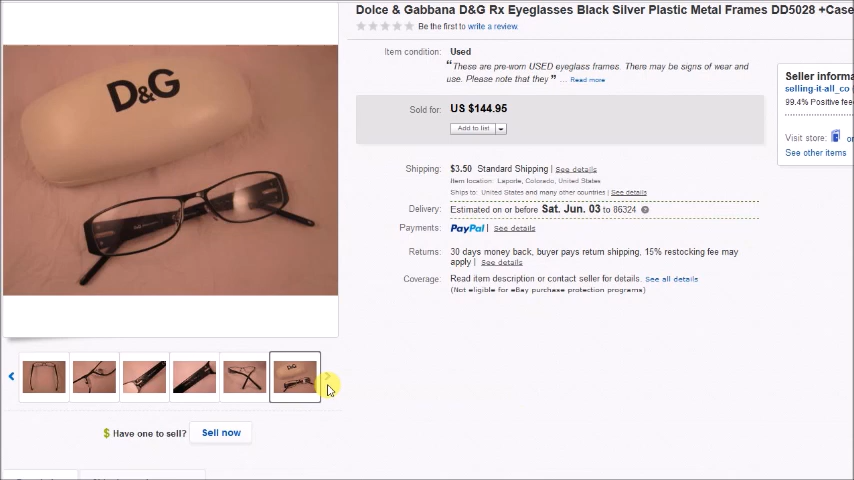 Dolce & Gabbana D&G Rx Eyeglasses Black Silver Plastic Metal Frames DD5028 +Case
Be the first to write a review.
Item condition: Used
“These are pre-worn USED eyeglass frames. There may be signs of wear and
use. Please note that they ” ... Read more
Sold for: US $144.95
Add to list
Shipping: $3.50 Standard Shipping | See details
Item location: Laporte, Colorado, United States
Ships to: United States and many other countries | See details
Delivery: Estimated on or before Sat. Jun. 03 to 86324
Payments: PayPal | See details
Returns: 30 days money back, buyer pays return shipping, 15% restocking fee may
apply | See details
Coverage: Read item description or contact seller for details. See all details
(Not eligible for eBay purchase protection programs)
Seller informa
selling-it-all_co
99.4% Positive fee
Visit store:
See other items
D&G
$ Have one to sell? Sell now